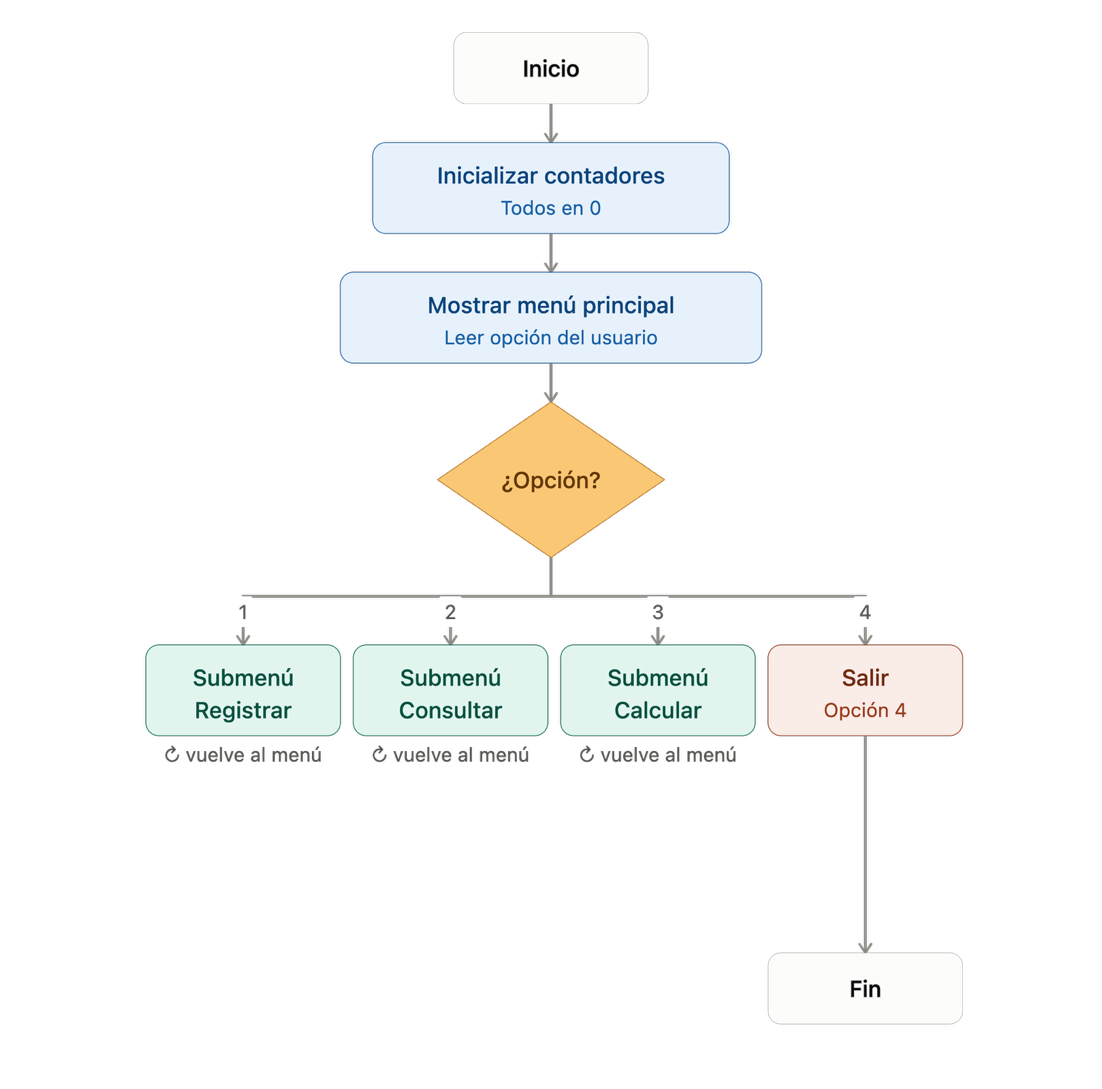 Inicio
Inicializar contadores
Todos en 0
Mostrar menú principal
Leer opción del usuario
¿Opción?
1
2
3
4
Submenú
Registrar
Submenú
Consultar
Submenú
Calcular
Salir
Opción 4
↻ vuelve al menú
↻ vuelve al menú
↻ vuelve al menú
Fin